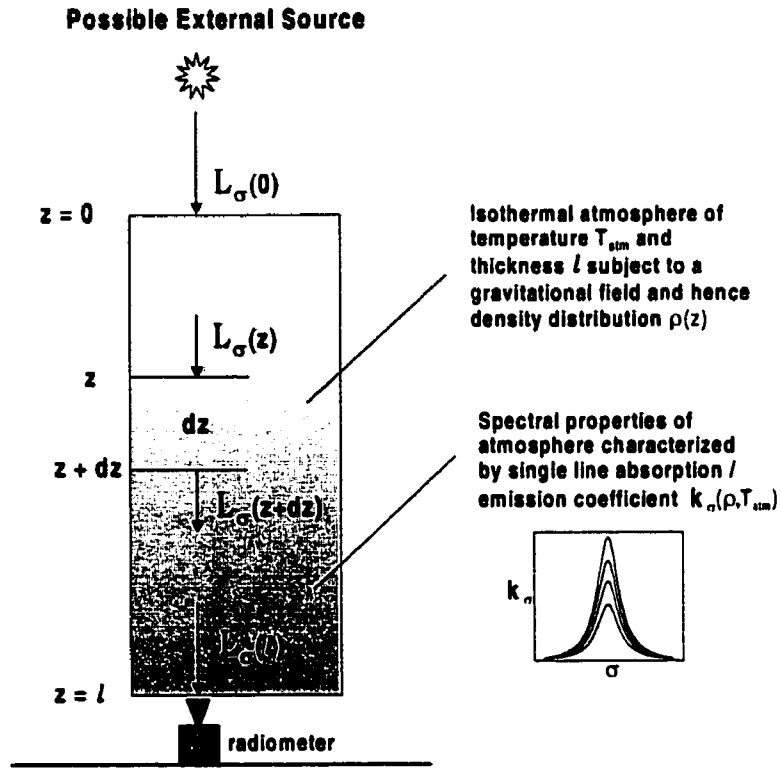 Possible External Source
L_σ(0)
z = 0
Isothermal atmosphere of
temperature T_atm and
thickness l subject to a
gravitational field and hence
density distribution ρ(z)
L_σ(z)
z
dz
Spectral properties of
atmosphere characterized
by single line absorption /
emission coefficient k_σ(ρ,T_atm)
z + dz
L_σ(z+dz)
k_σ
σ
L_σ(l)
z = l
radiometer